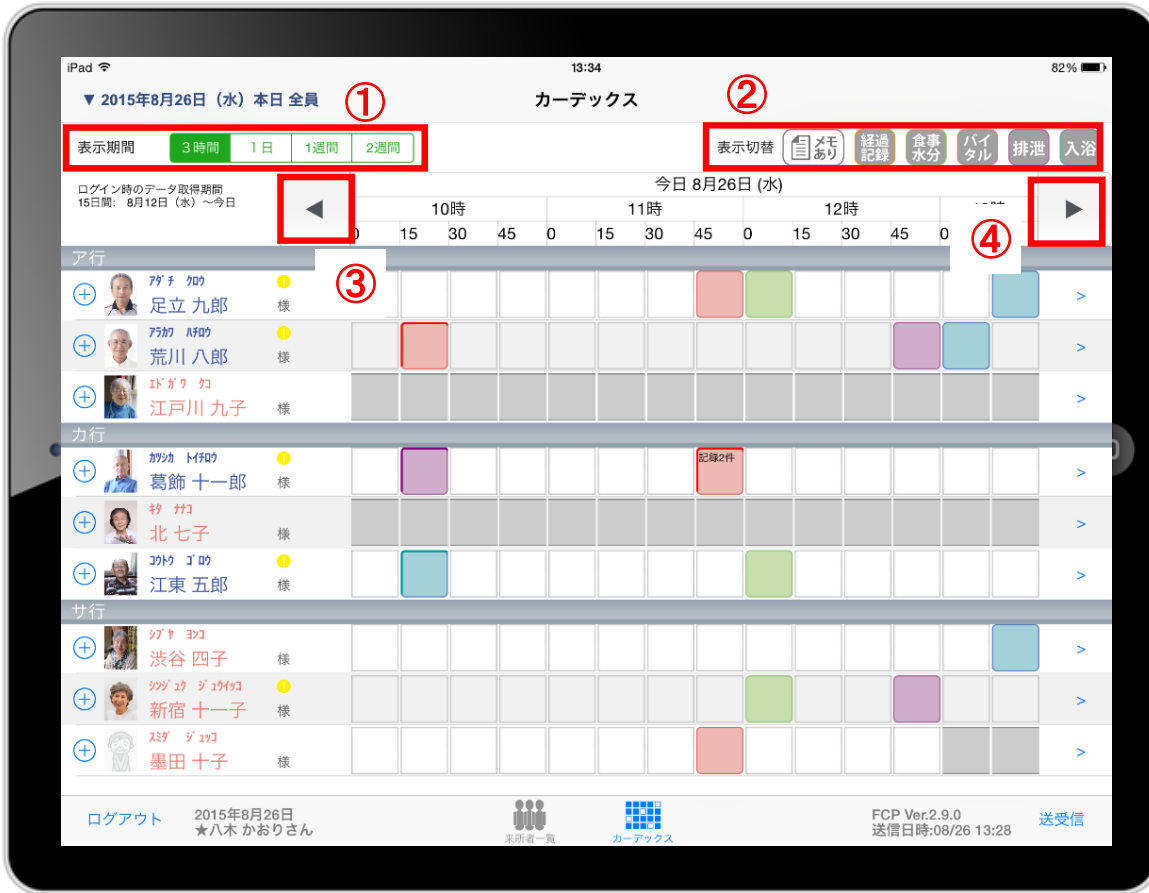 iPad 13:34 82%
▼ 2015年8月26日（水）本日 全員 ① カーデックス ②
表示期間 3時間 1日 1週間 2週間 表示切替 メモあり 経過記録 食事水分 バイタル 排泄 入浴
ログイン時のデータ取得期間
15日間: 8月12日（水）～今日
◀ 今日 8月26日 (水) ▶
10時 11時 12時
15 30 45 0 15 30 45 0 15 30 45 0
③ ④
ア行
ｱﾀﾞﾁ ｸﾛｳ
足立 九郎 様
ｱﾗｶﾜ ﾊﾁﾛｳ
荒川 八郎 様
ｴﾄﾞｶﾞﾜ ｸｺ
江戸川 九子 様
カ行
ｶﾂｼｶ ﾄｲﾁﾛｳ
葛飾 十一郎 様
記録2件
ｷﾀ ﾅﾅｺ
北 七子 様
ｺｳﾄｳ ｺﾞﾛｳ
江東 五郎 様
サ行
ｼﾌﾞﾔ ﾖﾝｺ
渋谷 四子 様
ｼﾝｼﾞｭｸ ｼﾞｭｳｲｯｺ
新宿 十一子 様
ｽﾐﾀﾞ ｼﾞｭｯｺ
墨田 十子 様
ログアウト 2015年8月26日
★八木 かおりさん
来所者一覧 カーデックス
FCP Ver.2.9.0
送信日時:08/26 13:28 送受信